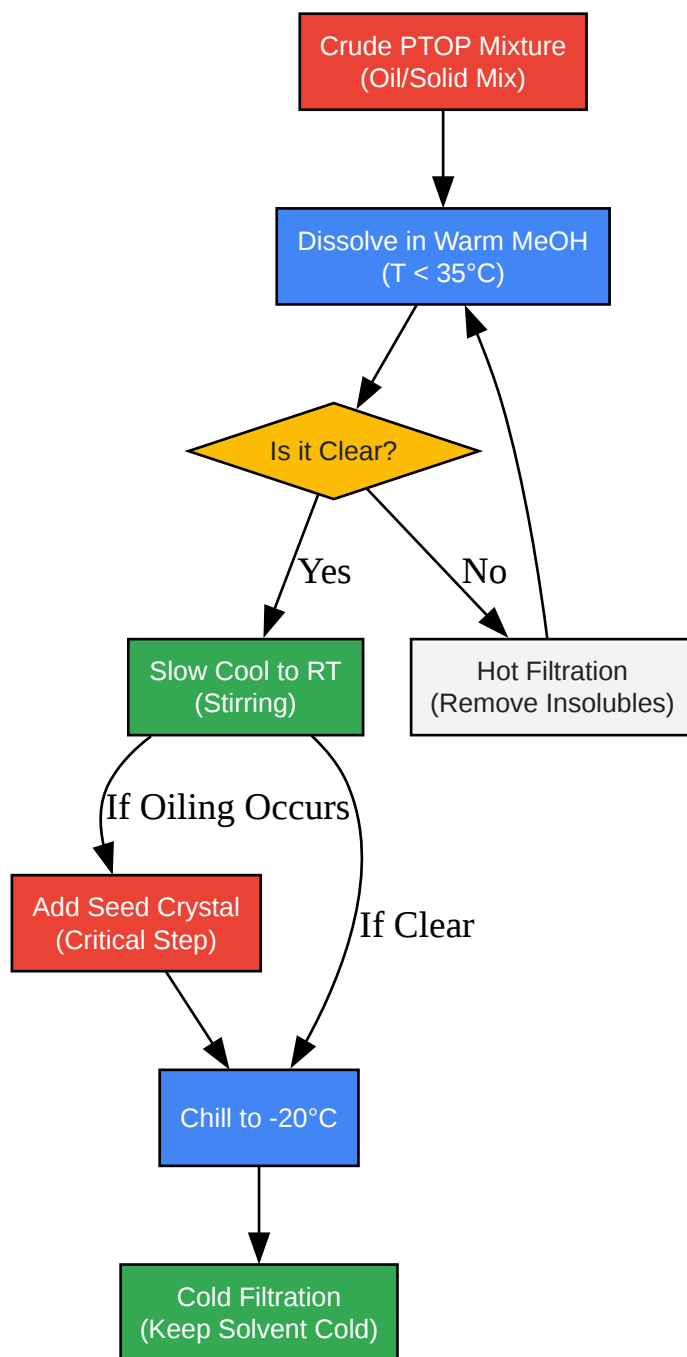 Crude PTOP Mixture
(Oil/Solid Mix)
Dissolve in Warm MeOH
(T < 35°C)
Is it Clear?
Yes
No
Slow Cool to RT
(Stirring)
Hot Filtration
(Remove Insolubles)
If Oiling Occurs
Add Seed Crystal
(Critical Step)
If Clear
Chill to -20°C
Cold Filtration
(Keep Solvent Cold)